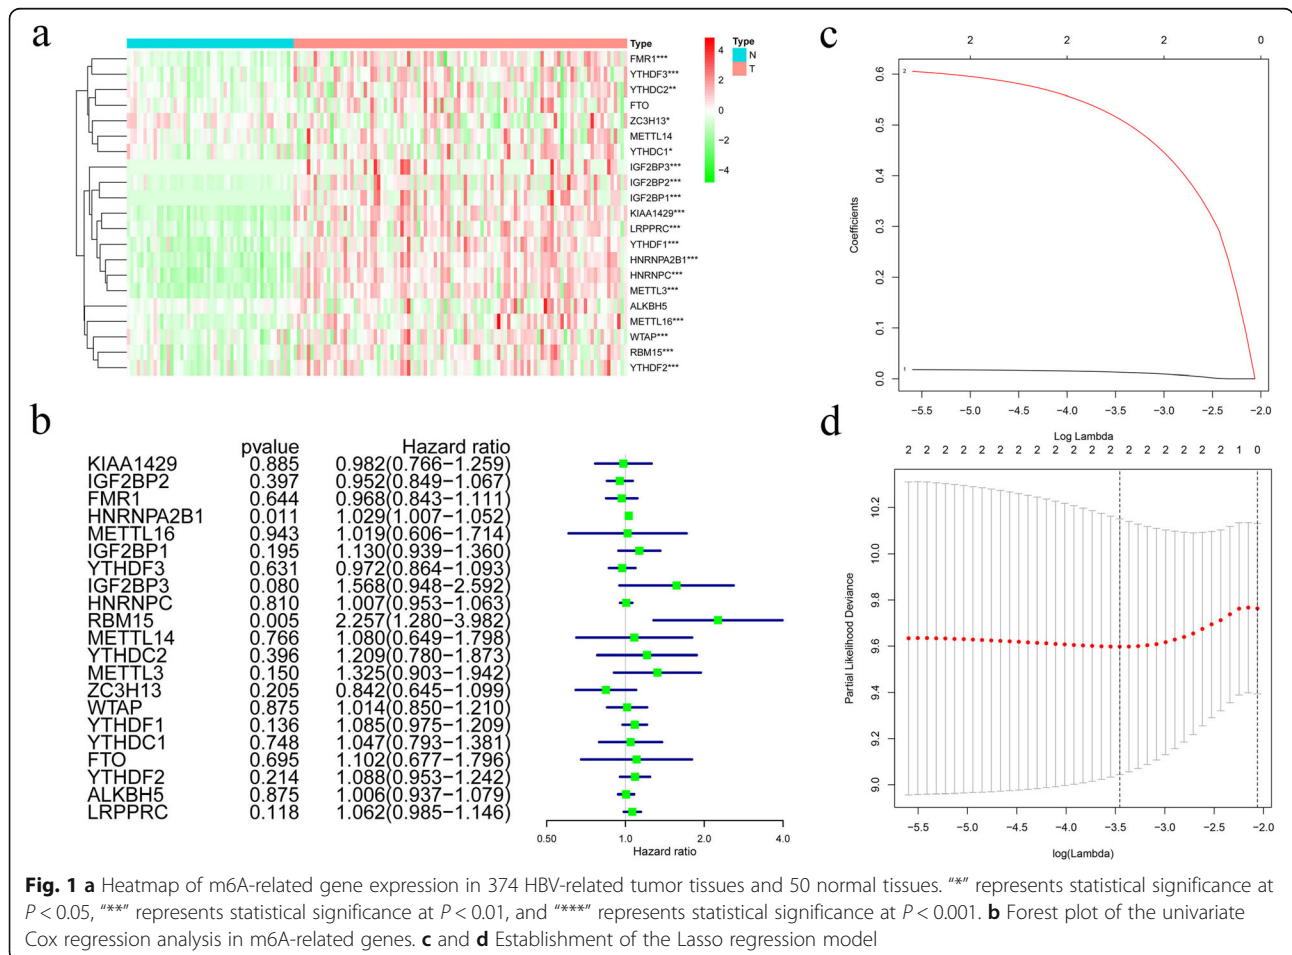 a
Type
FMR1***
YTHDF3***
YTHDC2**
FTO
ZC3H13*
METTL14
YTHDC1*
IGF2BP3***
IGF2BP2***
IGF2BP1***
KIAA1429***
LRPPRC***
YTHDF1***
HNRNPA2B1***
HNRNPC***
METTL3***
ALKBH5
METTL16***
WTAP***
RBM15***
YTHDF2***
4
2
0
−2
−4
Type
N
T
b
pvalue Hazard ratio
KIAA1429 0.885 0.982(0.766−1.259)
IGF2BP2 0.397 0.952(0.849−1.067)
FMR1 0.644 0.968(0.843−1.111)
HNRNPA2B1 0.011 1.029(1.007−1.052)
METTL16 0.943 1.019(0.606−1.714)
IGF2BP1 0.195 1.130(0.939−1.360)
YTHDF3 0.631 0.972(0.864−1.093)
IGF2BP3 0.080 1.568(0.948−2.592)
HNRNPC 0.810 1.007(0.953−1.063)
RBM15 0.005 2.257(1.280−3.982)
METTL14 0.766 1.080(0.649−1.798)
YTHDC2 0.396 1.209(0.780−1.873)
METTL3 0.150 1.325(0.903−1.942)
ZC3H13 0.205 0.842(0.645−1.099)
WTAP 0.875 1.014(0.850−1.210)
YTHDF1 0.136 1.085(0.975−1.209)
YTHDC1 0.748 1.047(0.793−1.381)
FTO 0.695 1.102(0.677−1.796)
YTHDF2 0.214 1.088(0.953−1.242)
ALKBH5 0.875 1.006(0.937−1.079)
LRPPRC 0.118 1.062(0.985−1.146)
0.50 1.0 2.0 4.0
Hazard ratio
c
2 2 2 0
Coefficients
0.6
0.5
0.4
0.3
0.2
0.1
0.0
2
1
−5.5 −5.0 −4.5 −4.0 −3.5 −3.0 −2.5 −2.0
Log Lambda
d
2 2 2 2 2 2 2 2 2 2 2 2 2 2 2 2 2 2 1 0
Partial Likelihood Deviance
10.2
10.0
9.8
9.6
9.4
9.2
9.0
−5.5 −5.0 −4.5 −4.0 −3.5 −3.0 −2.5 −2.0
log(Lambda)
Fig. 1 a Heatmap of m6A-related gene expression in 374 HBV-related tumor tissues and 50 normal tissues. “*” represents statistical significance at
P < 0.05, “**” represents statistical significance at P < 0.01, and “***” represents statistical significance at P < 0.001. b Forest plot of the univariate
Cox regression analysis in m6A-related genes. c and d Establishment of the Lasso regression model